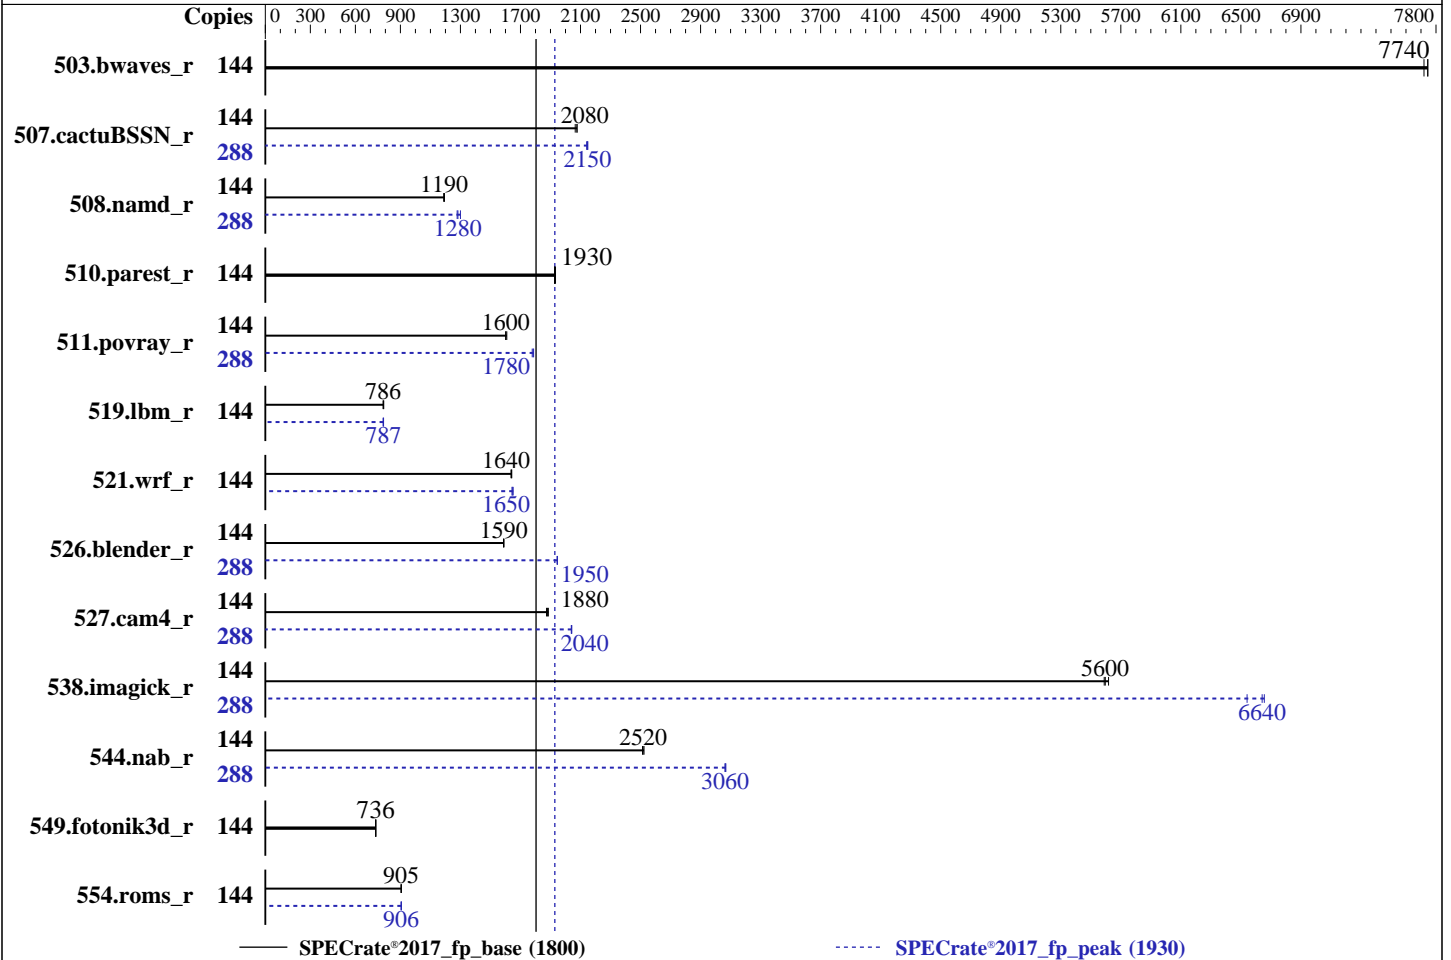 Copies 0 300 600 900 1300 1700 2100 2500 2900 3300 3700 4100 4500 4900 5300 5700 6100 6500 6900 7800
503.bwaves_r 144 7740
507.cactuBSSN_r 144 2080
288 2150
508.namd_r 144 1190
288 1280
510.parest_r 144 1930
511.povray_r 144 1600
288 1780
519.lbm_r 144 786
787
521.wrf_r 144 1640
1650
526.blender_r 144 1590
288 1950
527.cam4_r 144 1880
288 2040
538.imagick_r 144 5600
288 6640
544.nab_r 144 2520
288 3060
549.fotonik3d_r 144 736
554.roms_r 144 905
906
SPECrate®2017_fp_base (1800) SPECrate®2017_fp_peak (1930)